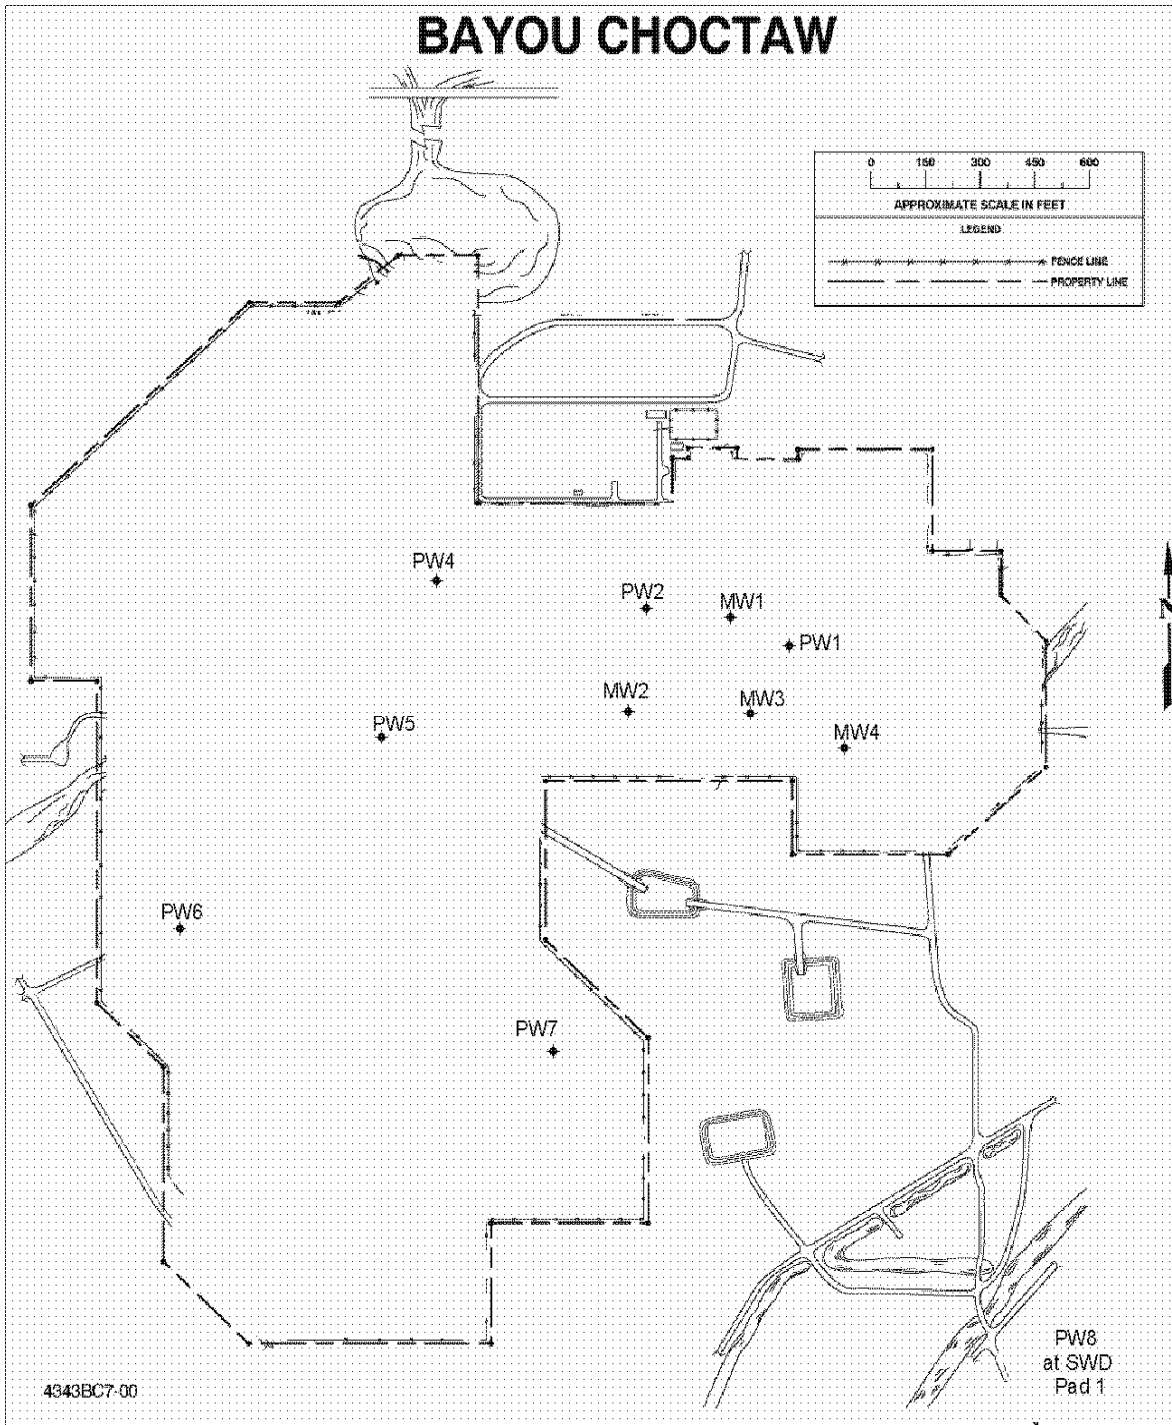 BAYOU CHOCTAW
0 150 300 450 600
APPROXIMATE SCALE IN FEET
LEGEND
FENCE LINE
PROPERTY LINE
PW4
PW2
MW1
N
PW1
MW2
MW3
PW5
MW4
PW6
PW7
PW8
at SWD
Pad 1
4343BC7-00